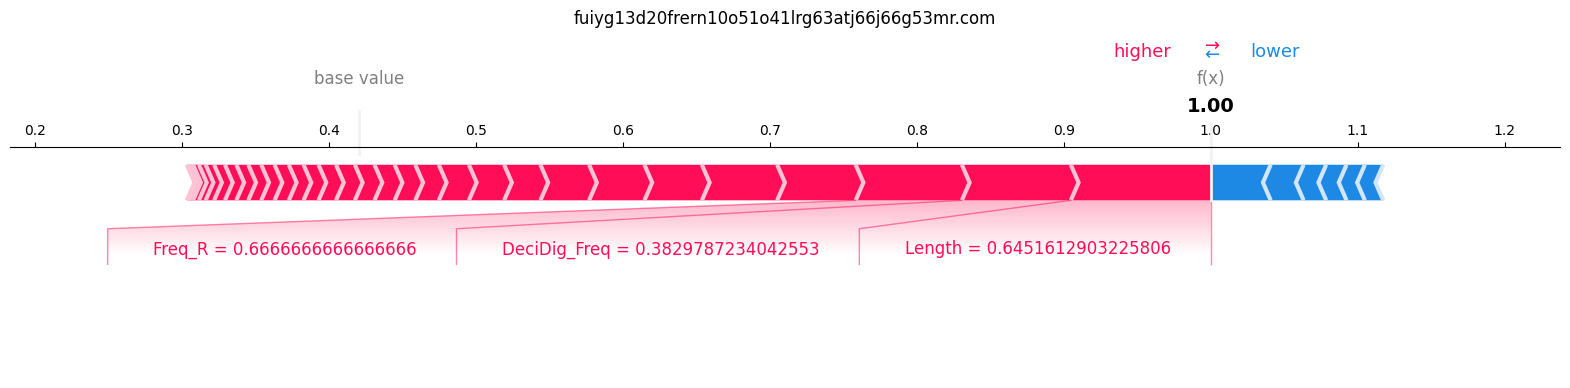 fuiyg13d20frern10o51o41lrg63atj66j66g53mr.com
higher → ← lower
base value f(x)
1.00
0.2 0.3 0.4 0.5 0.6 0.7 0.8 0.9 1.0 1.1 1.2
Freq_R = 0.6666666666666666 DeciDig_Freq = 0.3829787234042553 Length = 0.6451612903225806